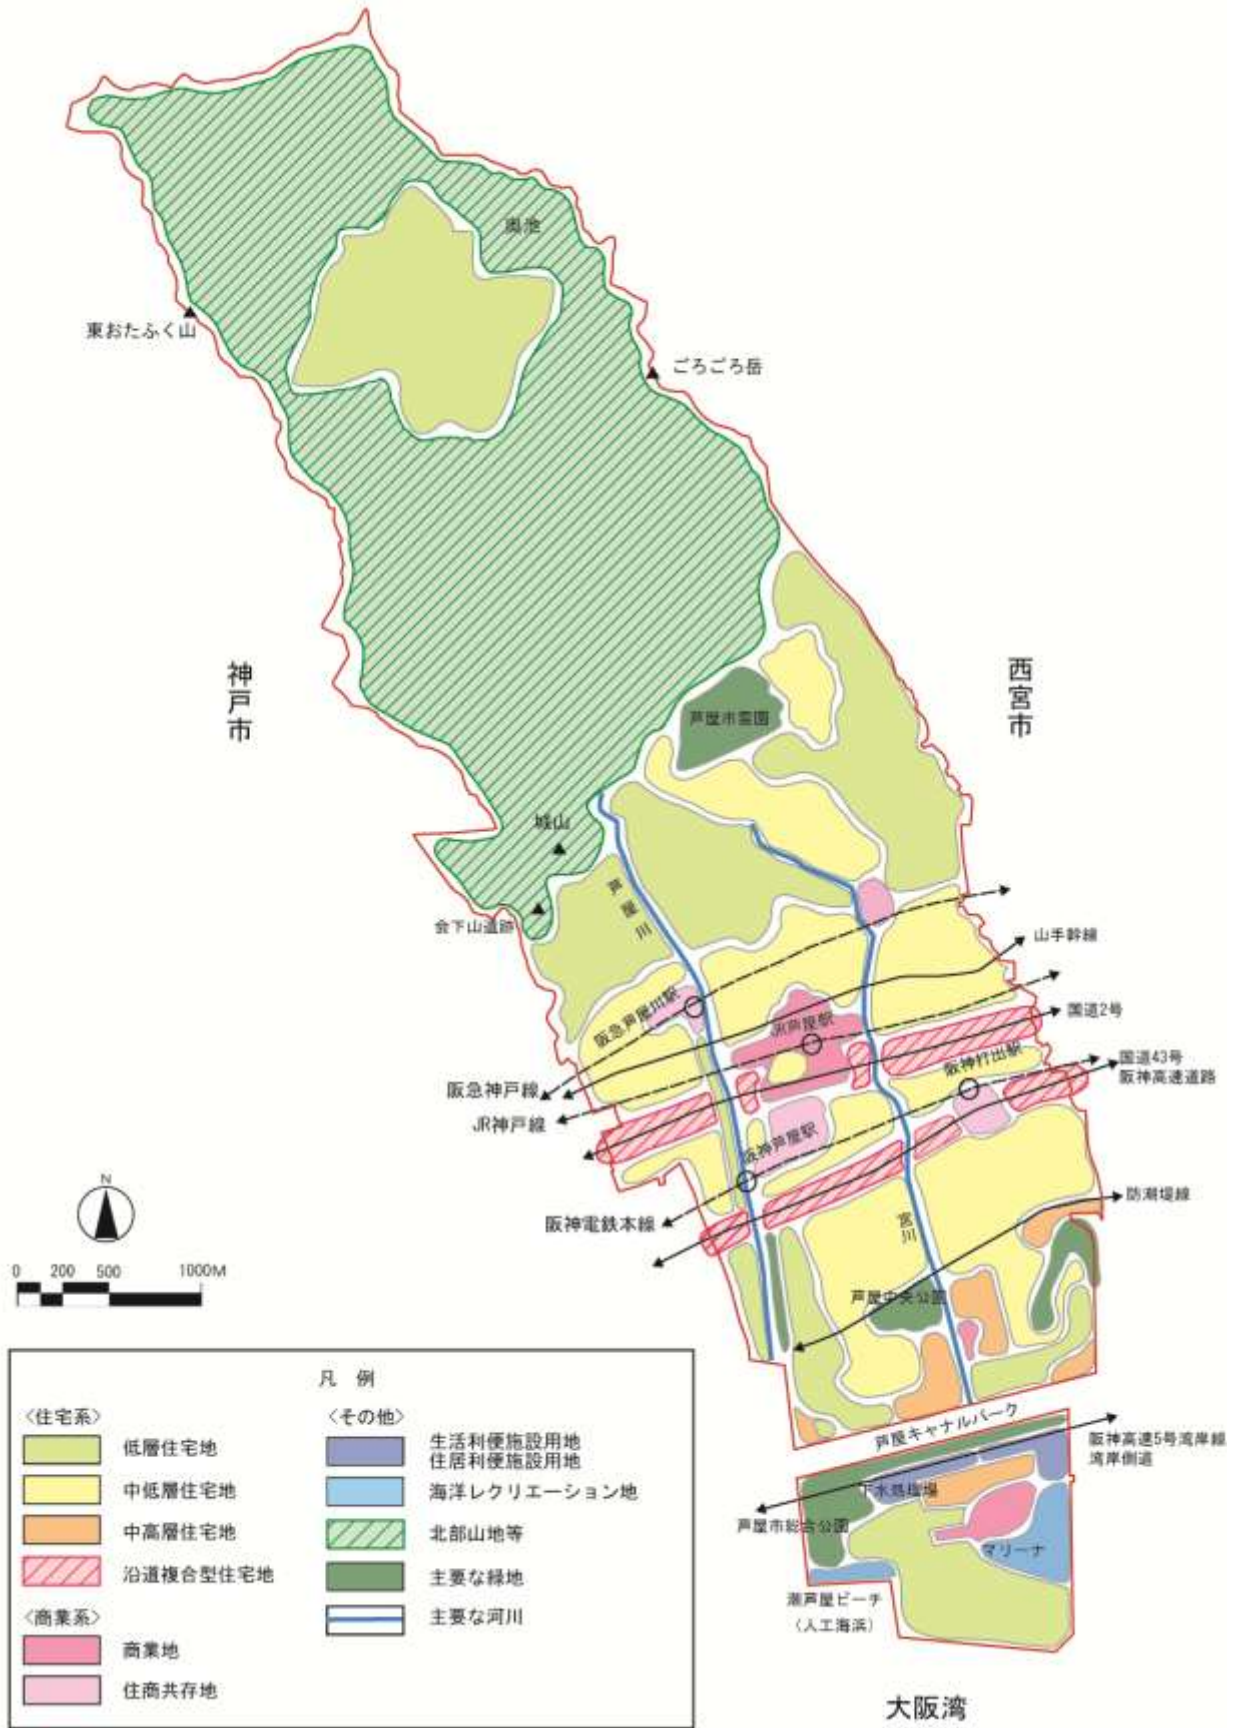 奥池
東おたふく山
ごろごろ岳
神戸市
西宮市
芦屋市霊園
城山
芦屋川
会下山遺跡
山手幹線
阪急芦屋川駅
JR芦屋駅
国道2号
阪神打出駅
国道43号
阪神高速道路
阪急神戸線
JR神戸線
阪神芦屋駅
防潮堤線
阪神電鉄本線
宮川
N
0 200 500 1000M
芦屋中央公園
芦屋キャナルパーク
阪神高速5号湾岸線
湾岸側道
下水処理場
芦屋市総合公園
マリーナ
潮芦屋ビーチ
(人工海浜)
大阪湾
凡 例
<住宅系>
低層住宅地
中低層住宅地
中高層住宅地
沿道複合型住宅地
<商業系>
商業地
住商共存地
<その他>
生活利便施設用地
住居利便施設用地
海洋レクリエーション地
北部山地等
主要な緑地
主要な河川